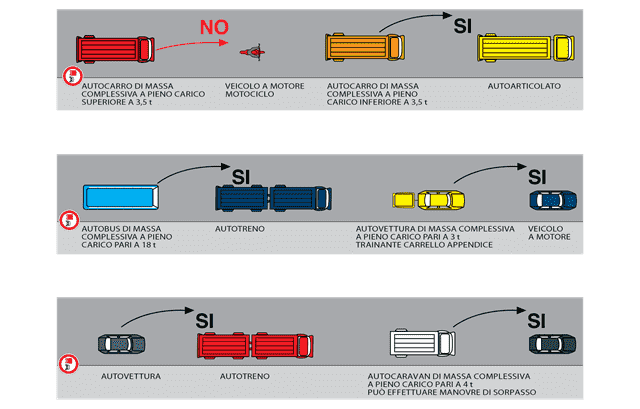 NO
SI
AUTOCARRO DI MASSA
COMPLESSIVA A PIENO CARICO
SUPERIORE A 3,5 t
VEICOLO A MOTORE
MOTOCICLO
AUTOCARRO DI MASSA
COMPLESSIVA A PIENO
CARICO INFERIORE A 3,5 t
AUTOARTICOLATO
SI
SI
AUTOBUS DI MASSA
COMPLESSIVA A PIENO
CARICO PARI A 18 t
AUTOTRENO
AUTOVETTURA DI MASSA COMPLESSIVA
A PIENO CARICO PARI A 3 t
TRAINANTE CARRELLO APPENDICE
VEICOLO
A MOTORE
SI
SI
AUTOVETTURA
AUTOTRENO
AUTOCARAVAN DI MASSA COMPLESSIVA
A PIENO CARICO PARI A 4 t
PUÒ EFFETTUARE MANOVRE DI SORPASSO